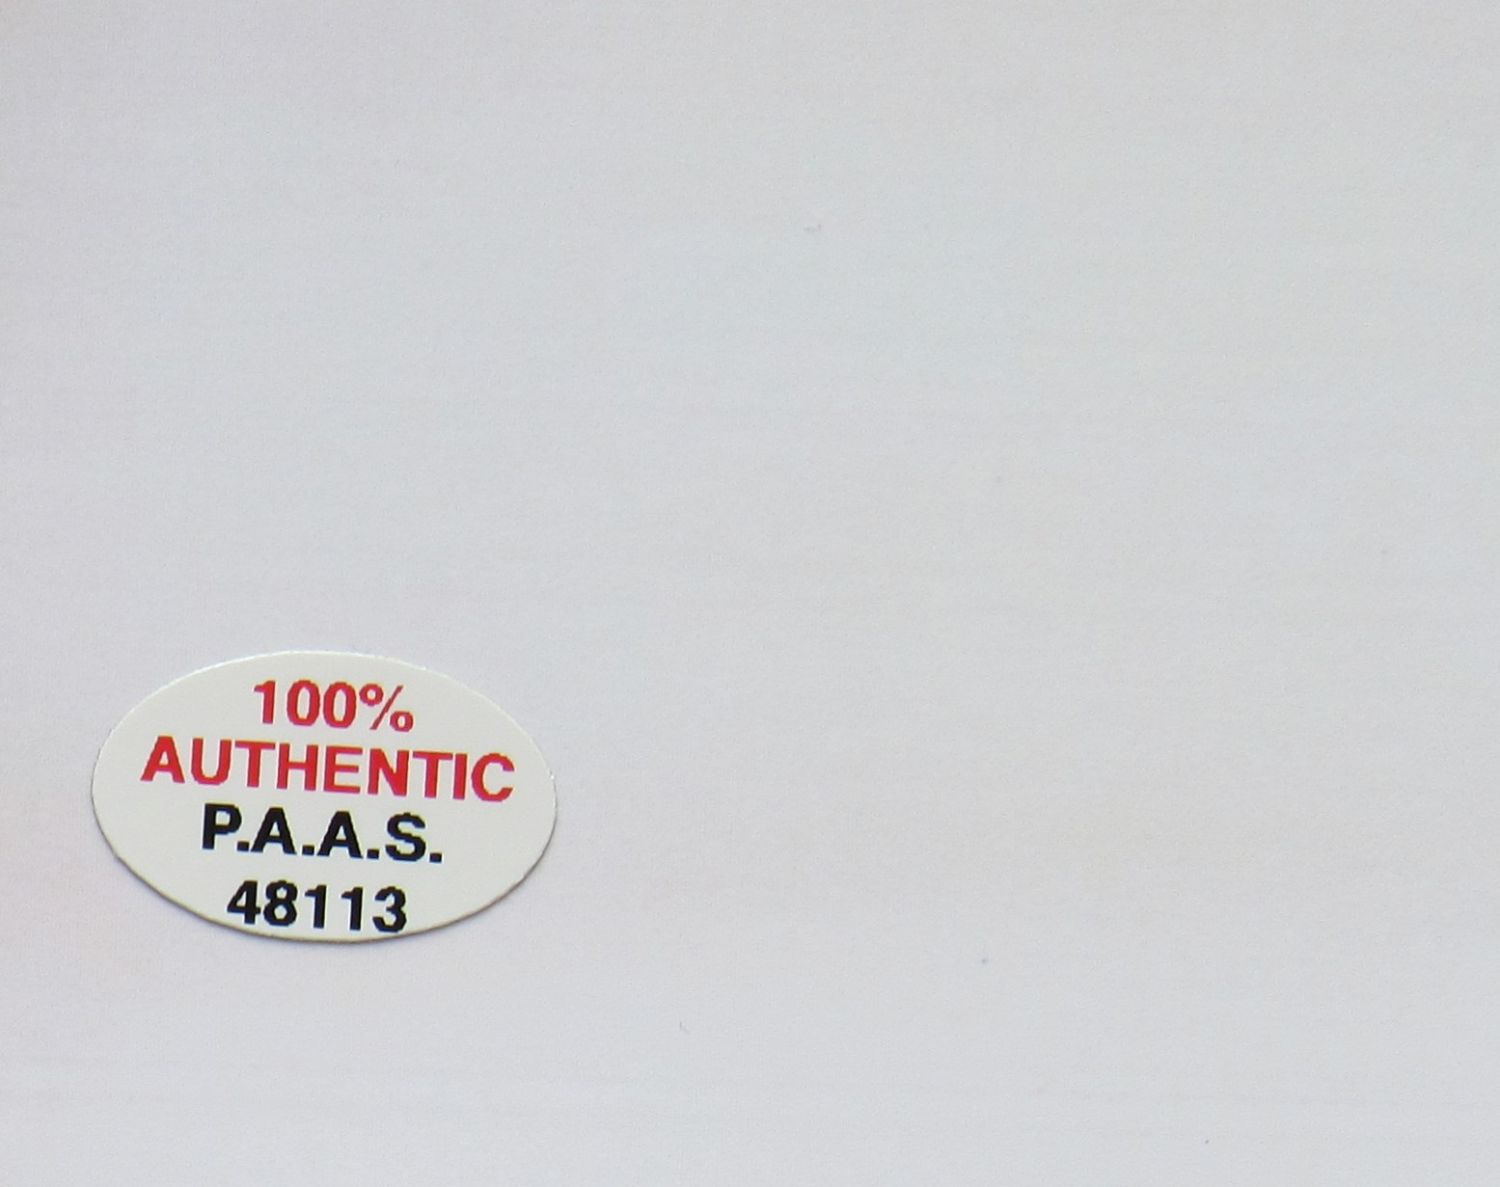 100%
AUTHENTIC
P.A.A.S.
48113